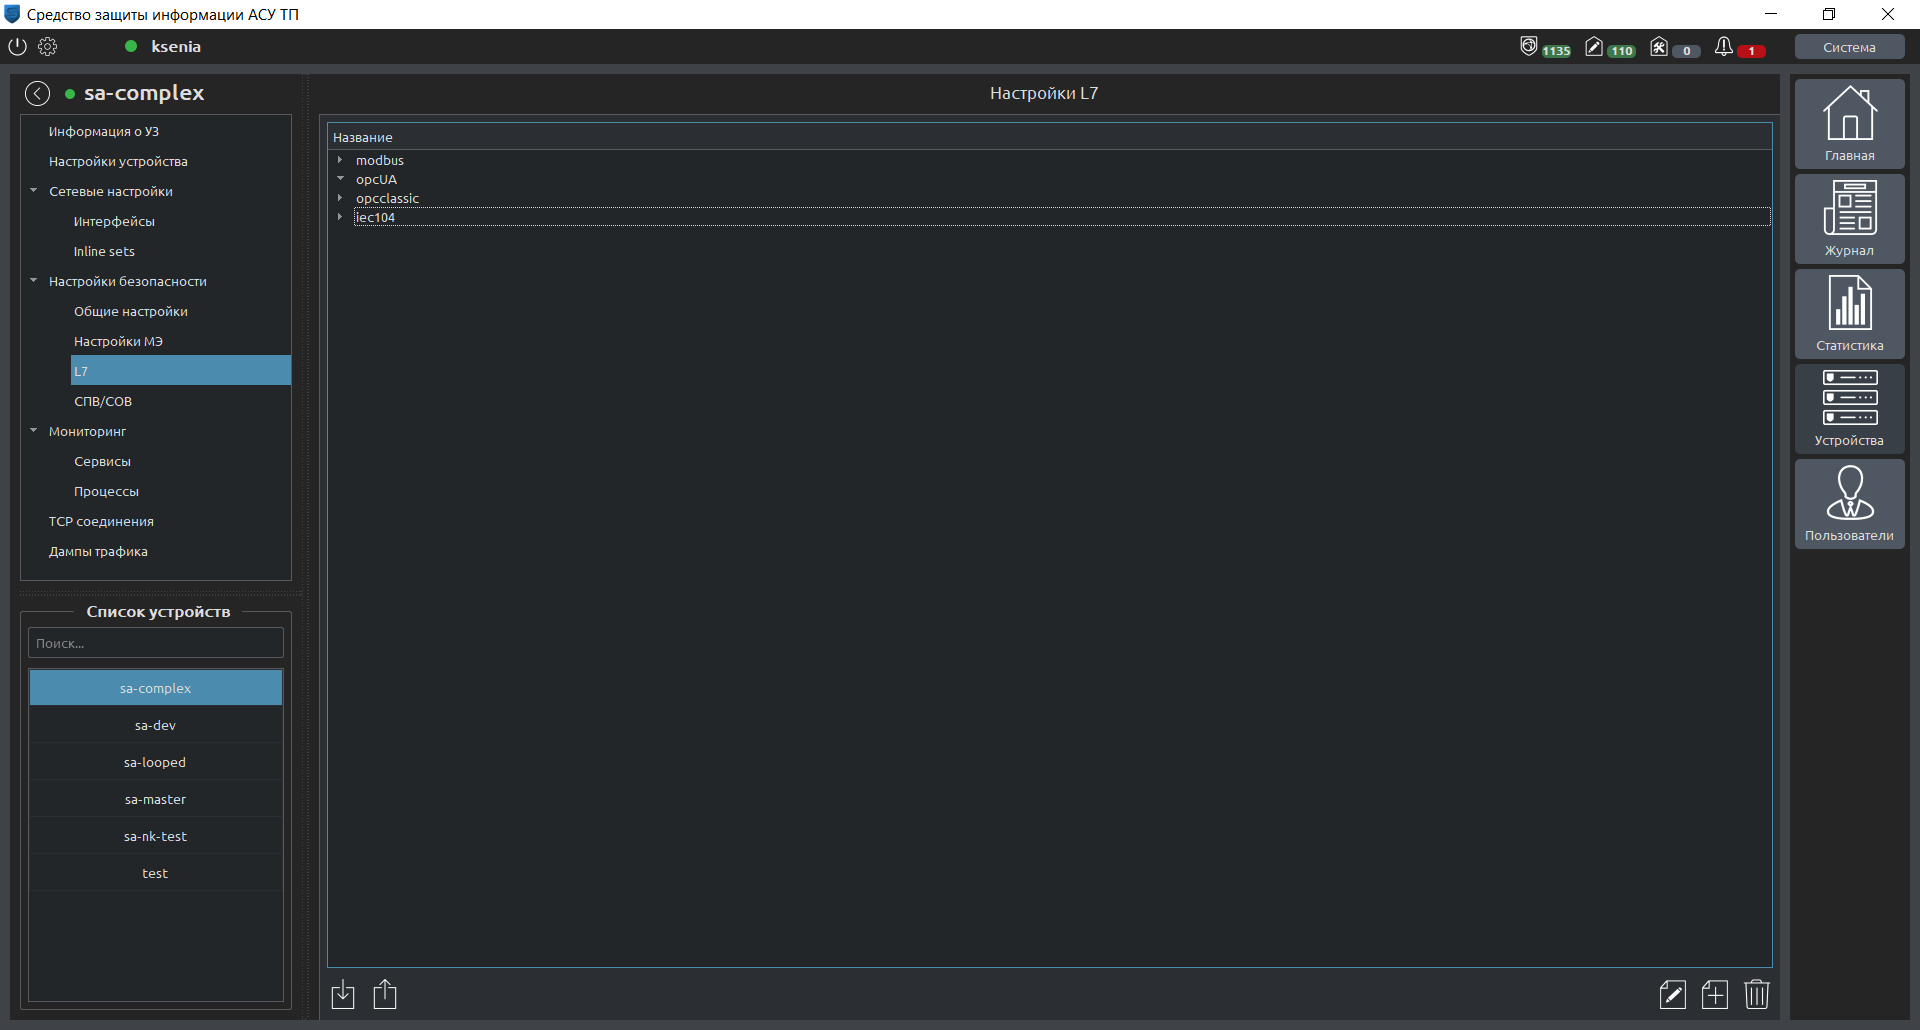 Средство защиты информации АСУ ТП
ksenia
1135
110
0
1
Система
sa-complex
Информация о УЗ
Настройки устройства
Сетевые настройки
Интерфейсы
Inline sets
Настройки безопасности
Общие настройки
Настройки МЭ
L7
СПВ/СОВ
Мониторинг
Сервисы
Процессы
TCP соединения
Дампы трафика
Список устройств
Поиск...
sa-complex
sa-dev
sa-looped
sa-master
sa-nk-test
test
Настройки L7
Название
modbus
opcUA
opcclassic
iec104
Главная
Журнал
Статистика
Устройства
Пользователи